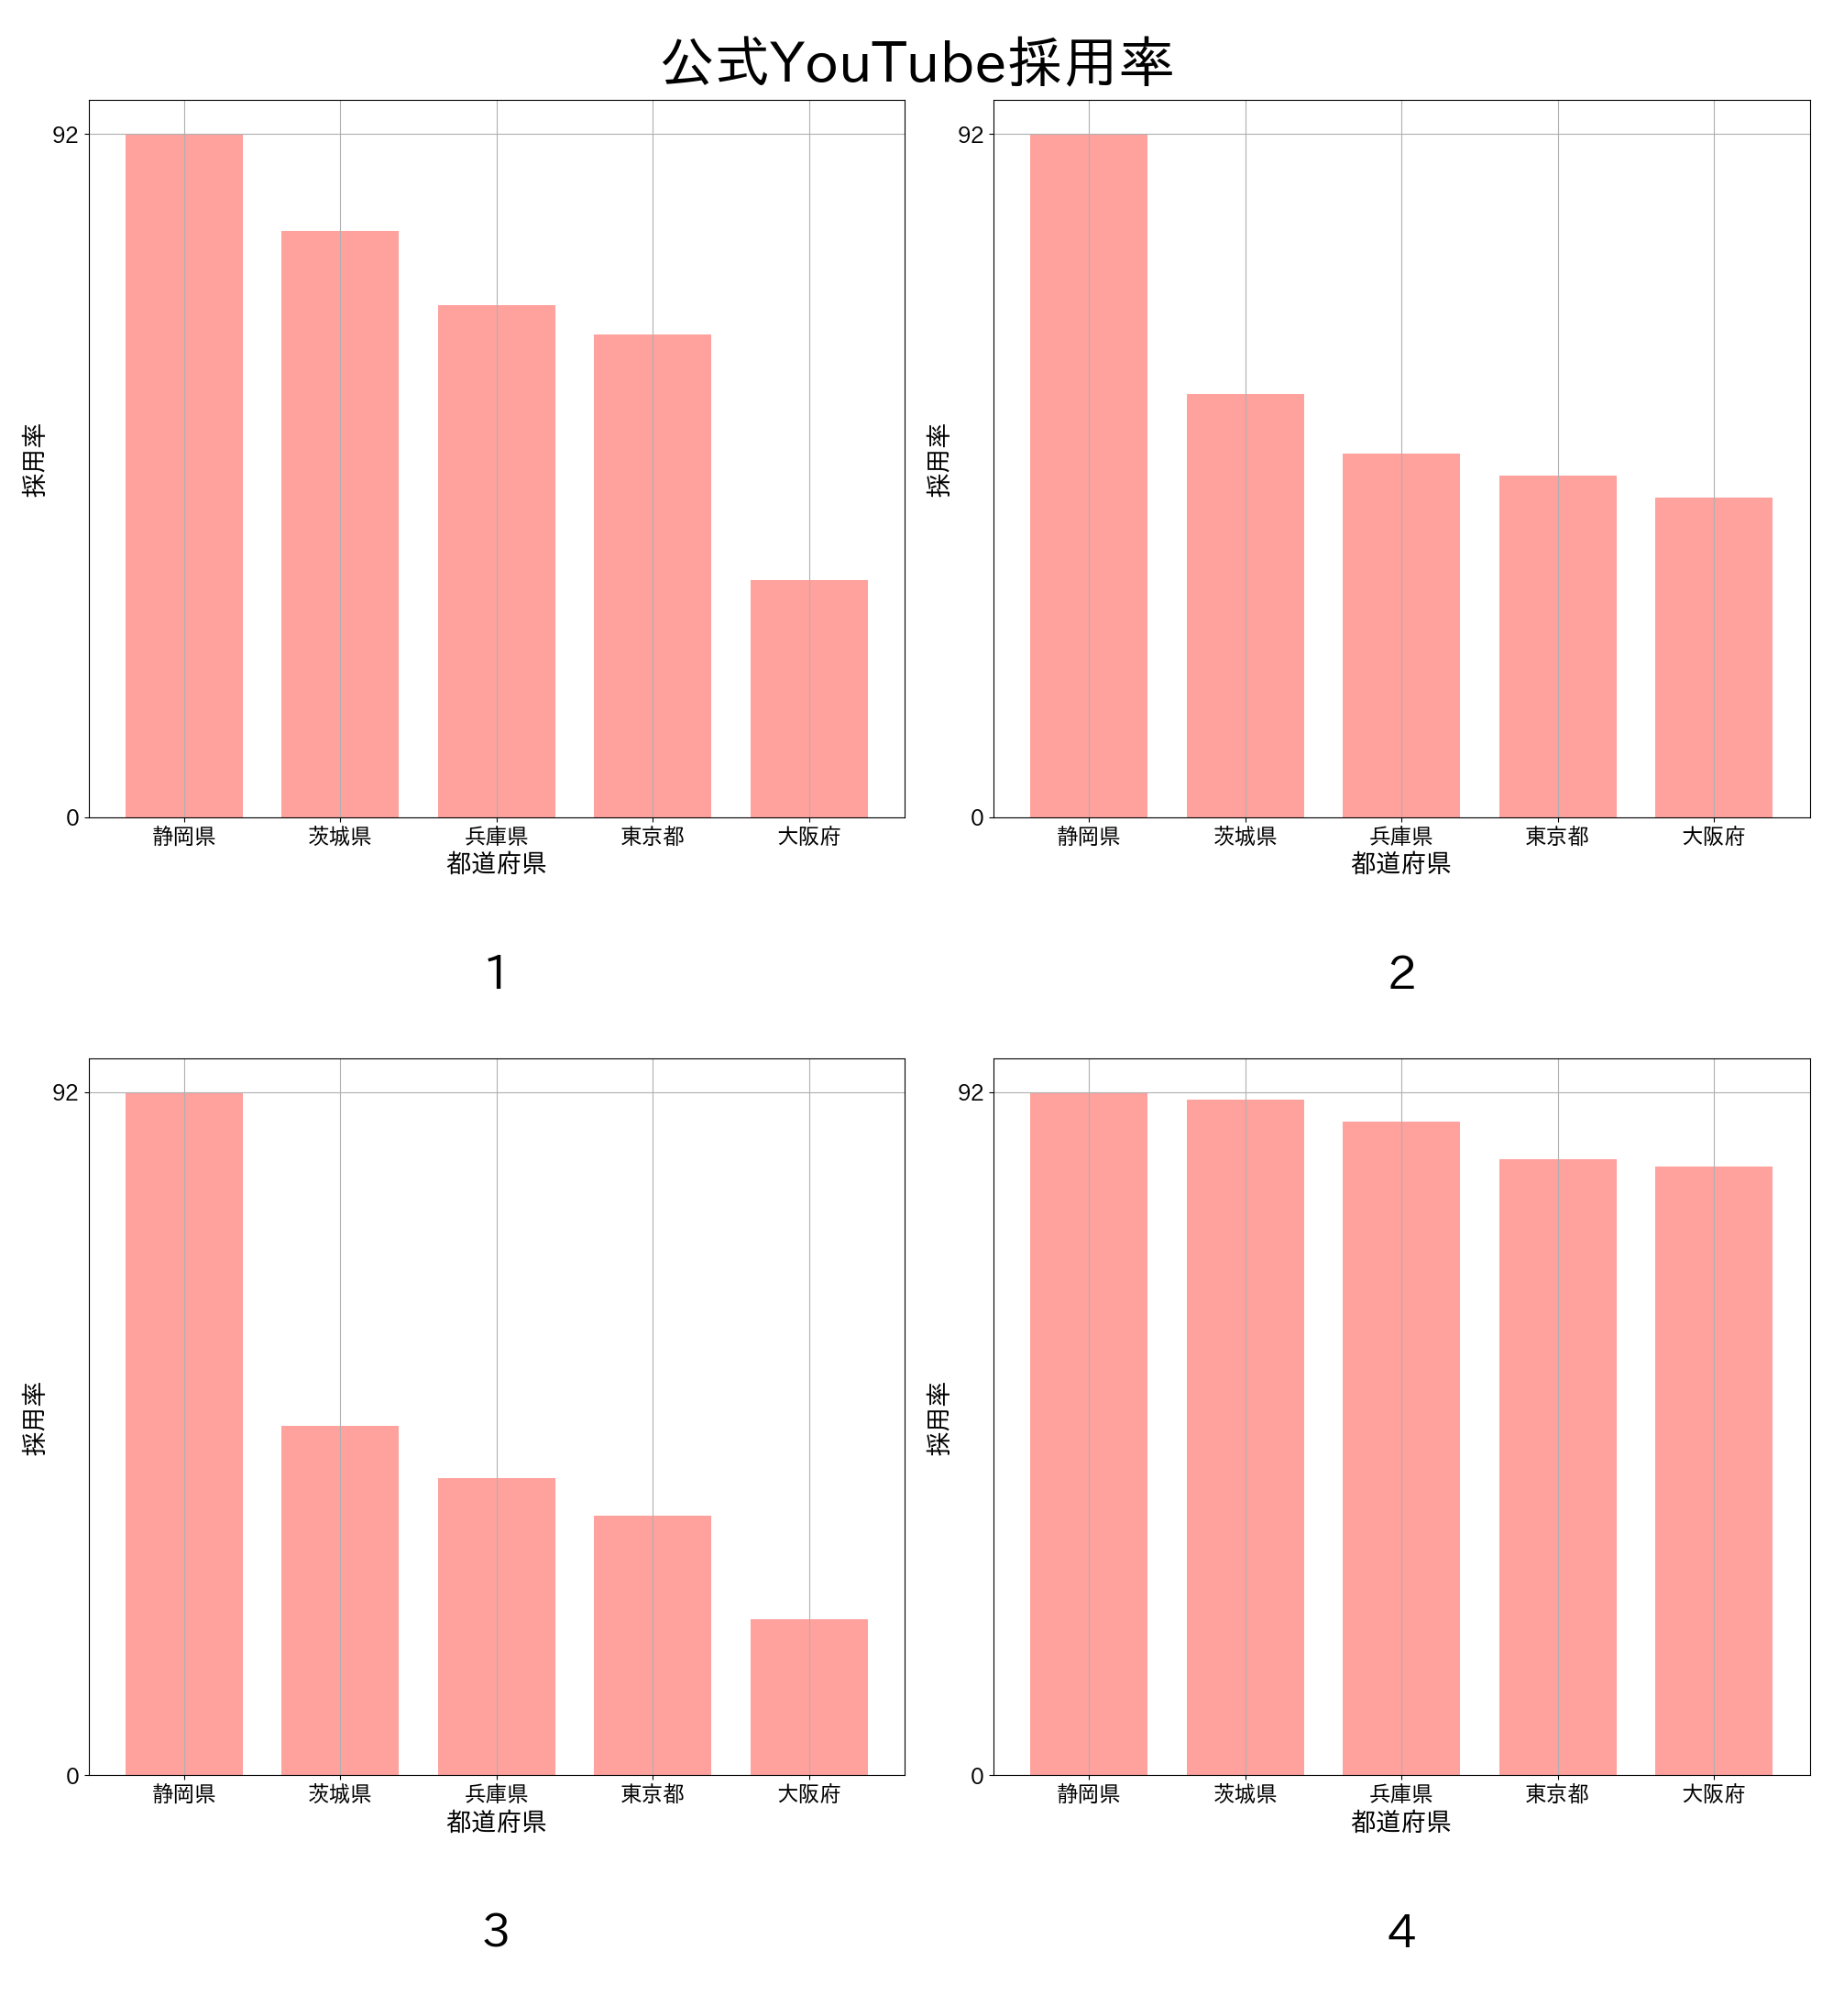 公式YouTube採用率
92
0
採用率
静岡県 茨城県 兵庫県 東京都 大阪府
都道府県
1
92
0
採用率
静岡県 茨城県 兵庫県 東京都 大阪府
都道府県
2
92
0
採用率
静岡県 茨城県 兵庫県 東京都 大阪府
都道府県
3
92
0
採用率
静岡県 茨城県 兵庫県 東京都 大阪府
都道府県
4